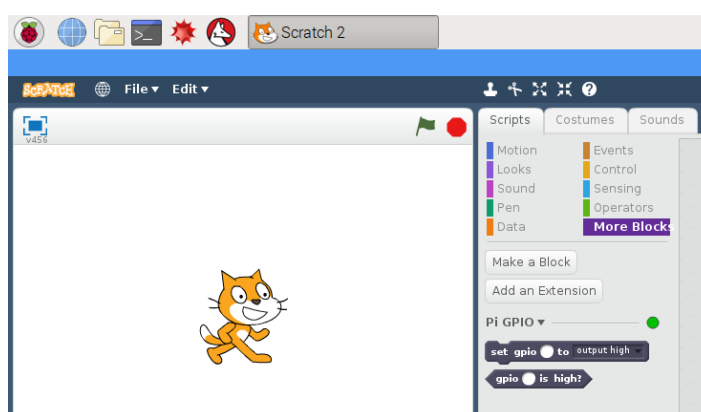 Scratch 2
SCRATCH File Edit
v456
Scripts Costumes Sounds
Motion Events
Looks Control
Sound Sensing
Pen Operators
Data More Blocks
Make a Block
Add an Extension
Pi GPIO
set gpio to output high
gpio is high?